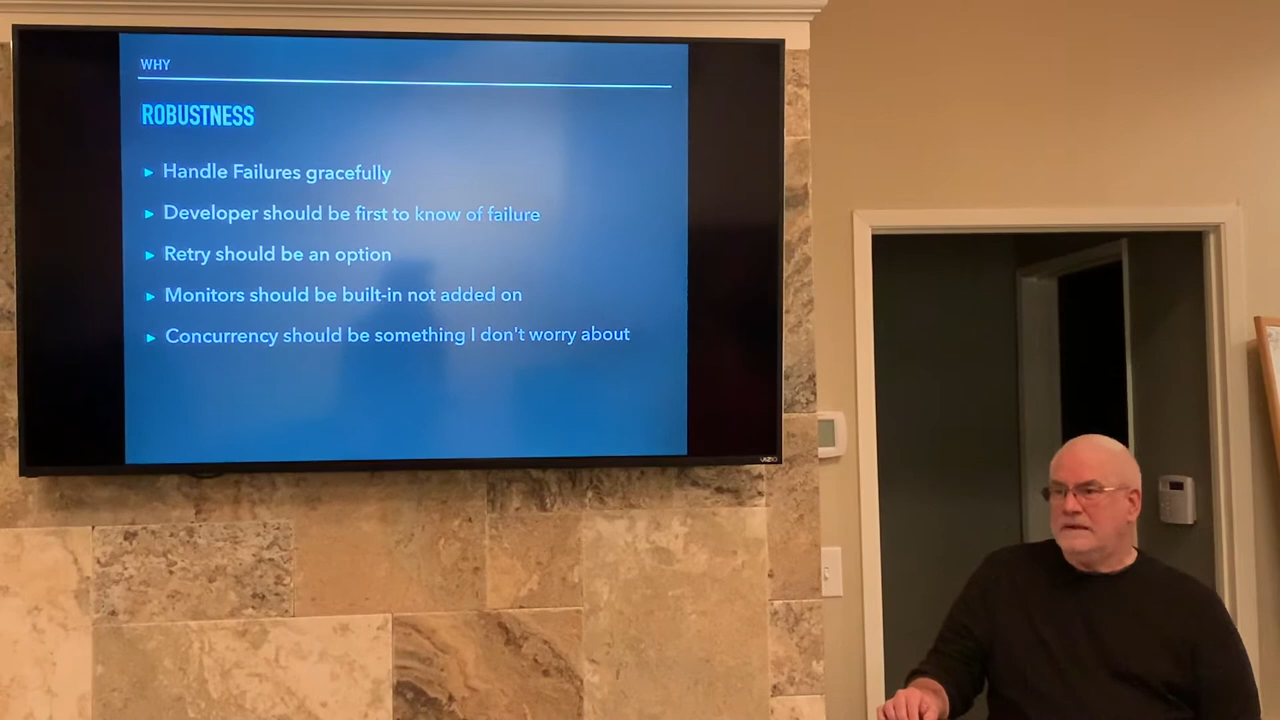 WHY
ROBUSTNESS
▸ Handle Failures gracefully
▸ Developer should be first to know of failure
▸ Retry should be an option
▸ Monitors should be built-in not added on
▸ Concurrency should be something I don't worry about
VIZIO